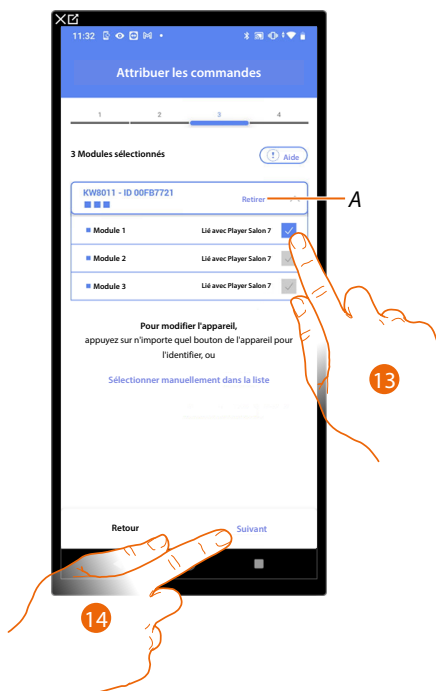 11:32
Attribuer les commandes
1 2 3 4
3 Modules sélectionnés
Aide
KW8011 - ID 00FB7721
Retirer
A
Module 1 Lié avec Player Salon 7
Module 2 Lié avec Player Salon 7
Module 3 Lié avec Player Salon 7
Pour modifier l'appareil,
appuyez sur n'importe quel bouton de l'appareil pour
l'identifier, ou
Sélectionner manuellement dans la liste
13
Retour Suivant
14